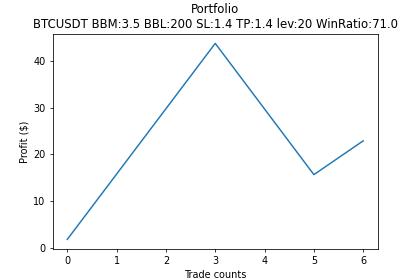 Portfolio
BTCUSDT BBM:3.5 BBL:200 SL:1.4 TP:1.4 lev:20 WinRatio:71.0
40
30
20
10
0
Profit ($)
0 1 2 3 4 5 6
Trade counts